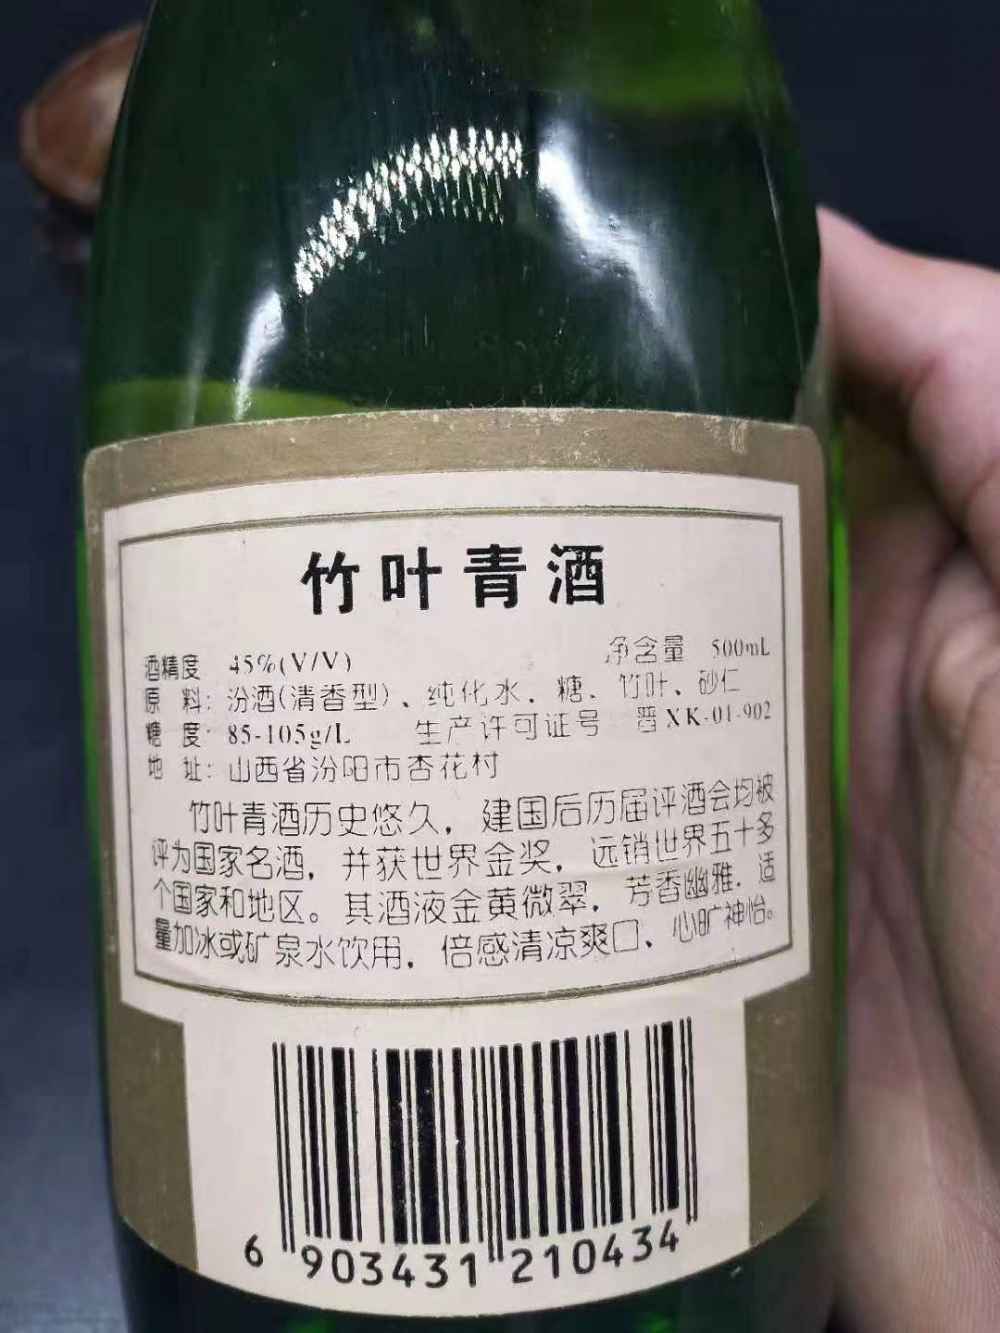 竹叶青酒
酒精度 45%(V/V) 净含量 500mL
原 料：汾酒(清香型)、纯化水、糖、竹叶、砂仁
糖 度：85-105g/L 生产许可证号 晋XK-01-902
地 址：山西省汾阳市杏花村
竹叶青酒历史悠久，建国后历届评酒会均被
评为国家名酒，并获世界金奖，远销世界五十多
个国家和地区。其酒液金黄微翠，芳香幽雅，适
量加冰或矿泉水饮用，倍感清凉爽口、心旷神怡。
6 903431 210434